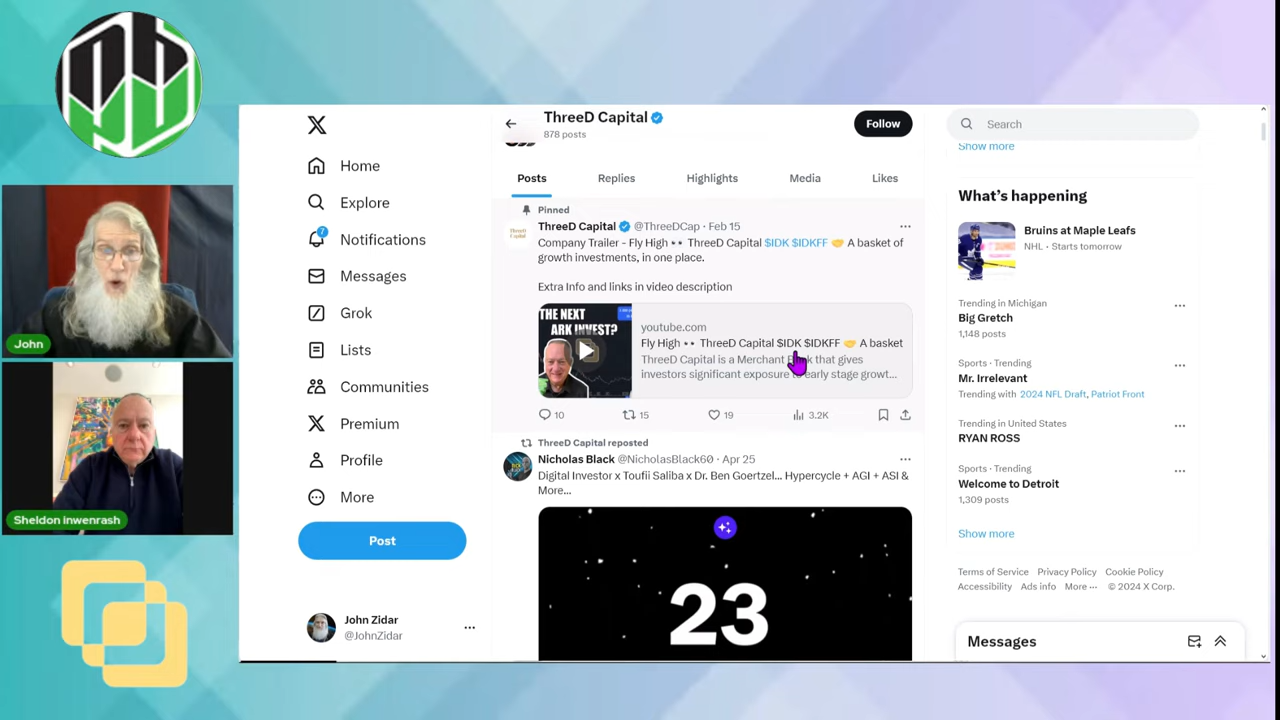 John
Sheldon Inwenrash
Home
Explore
7
Notifications
Messages
Grok
Lists
Communities
Premium
Profile
More
Post
John Zidar
@JohnZidar
ThreeD Capital
878 posts
Follow
Posts Replies Highlights Media Likes
Pinned
ThreeD Capital @ThreeDCap · Feb 15
Company Trailer - Fly High 👀 ThreeD Capital $IDK $IDKFF 🤝 A basket of
growth investments, in one place.
Extra Info and links in video description
THE NEXT
ARK INVEST?
youtube.com
Fly High 👀 ThreeD Capital $IDK $IDKFF 🤝 A basket
ThreeD Capital is a Merchant that gives
investors significant exposure to early stage growt...
10 15 19 3.2K
ThreeD Capital reposted
Nicholas Black @NicholasBlack60 · Apr 25
Digital Investor x Toufii Saliba x Dr. Ben Goertzel... Hypercycle + AGI + ASI &
More...
23
Search
Show more
What's happening
Bruins at Maple Leafs
NHL · Starts tomorrow
Trending in Michigan
Big Gretch
1,148 posts
Sports · Trending
Mr. Irrelevant
Trending with 2024 NFL Draft, Patriot Front
Trending in United States
RYAN ROSS
Sports · Trending
Welcome to Detroit
1,309 posts
Show more
Terms of Service Privacy Policy Cookie Policy
Accessibility Ads info More ··· © 2024 X Corp.
Messages